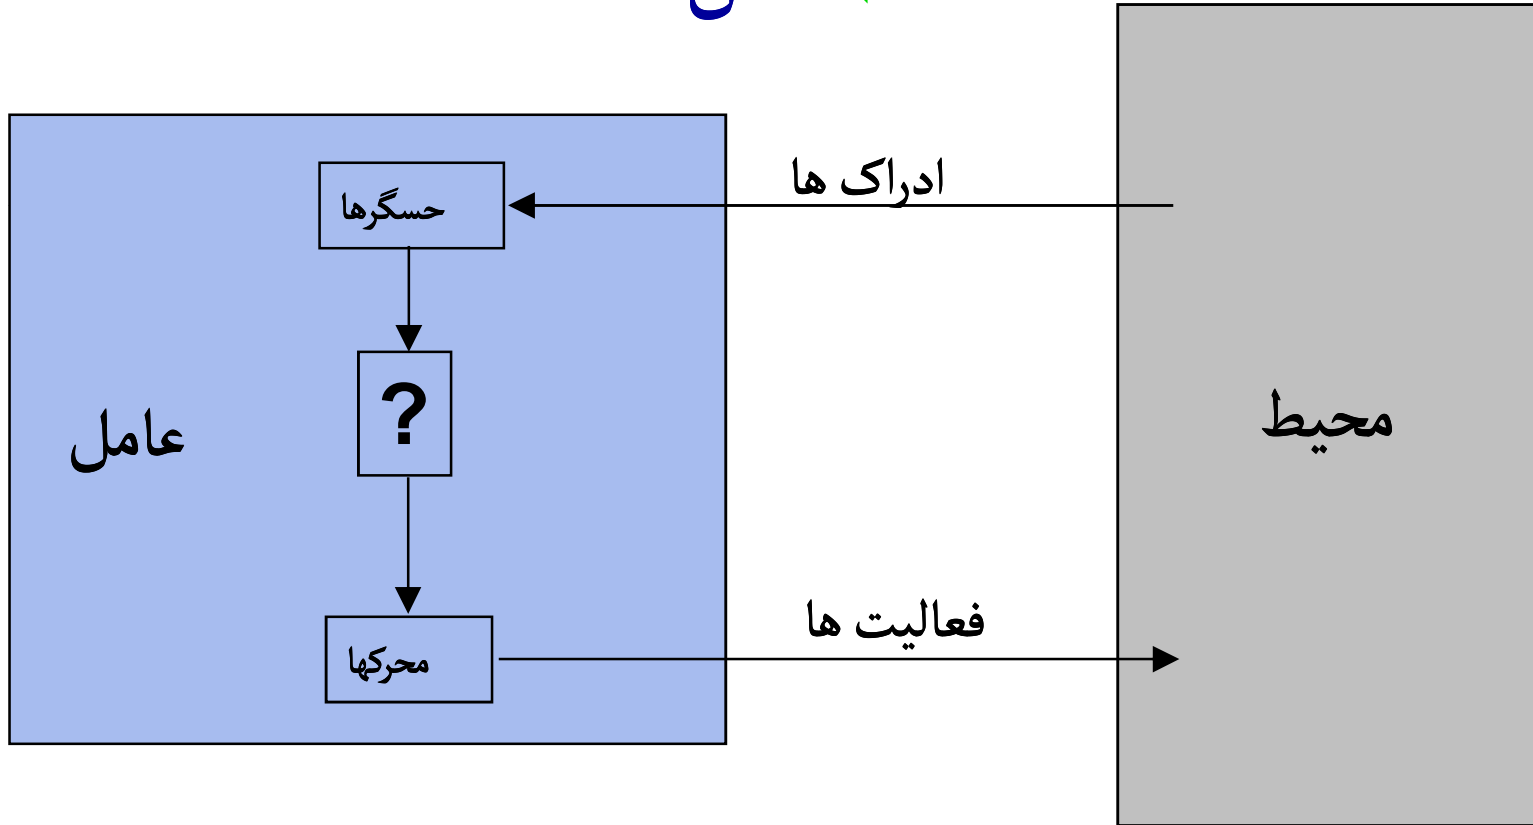 ادراک ها
حسگرها
?
عامل
محیط
فعالیت ها
محرکها